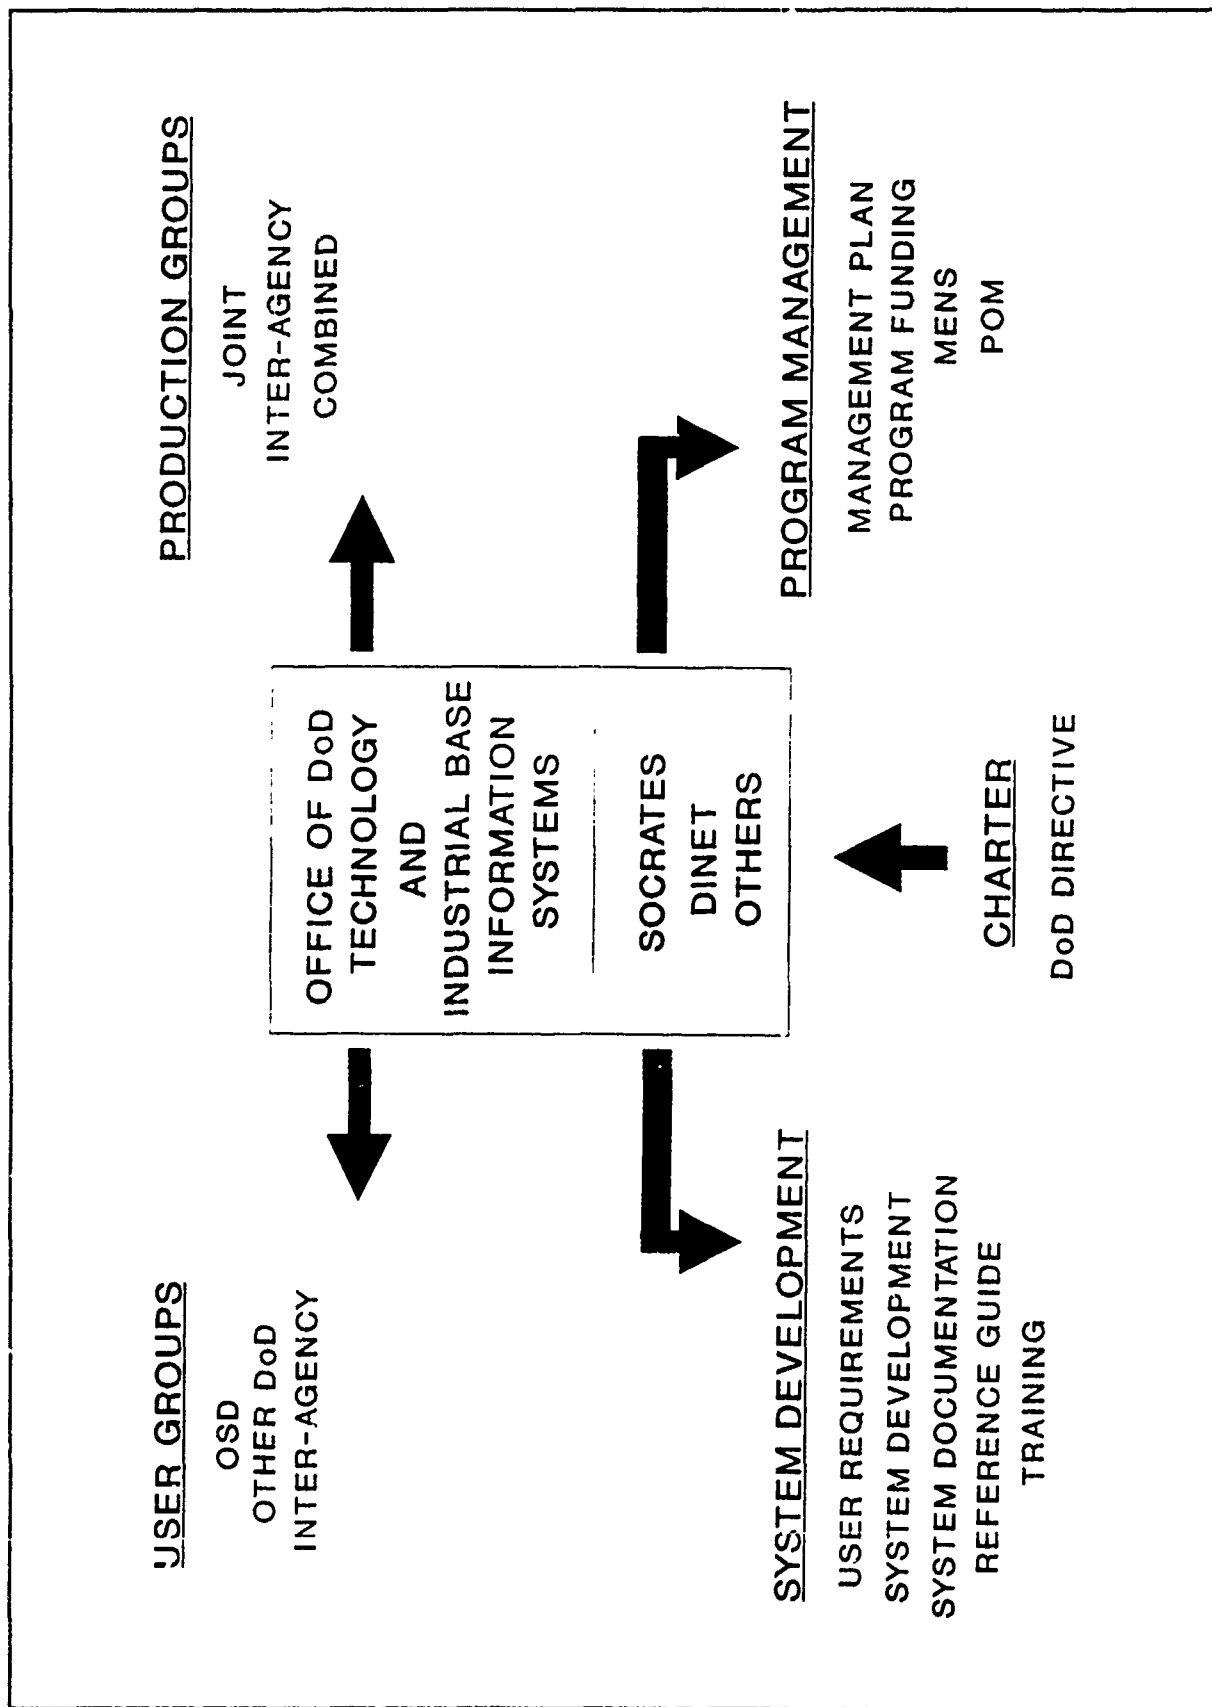 USER GROUPS
OSD
OTHER DoD
INTER-AGENCY
OFFICE OF DoD
TECHNOLOGY
AND
INDUSTRIAL BASE
INFORMATION
SYSTEMS
SOCRATES
DINET
OTHERS
PRODUCTION GROUPS
JOINT
INTER-AGENCY
COMBINED
SYSTEM DEVELOPMENT
USER REQUIREMENTS
SYSTEM DEVELOPMENT
SYSTEM DOCUMENTATION
REFERENCE GUIDE
TRAINING
CHARTER
DoD DIRECTIVE
PROGRAM MANAGEMENT
MANAGEMENT PLAN
PROGRAM FUNDING
MENS
POM